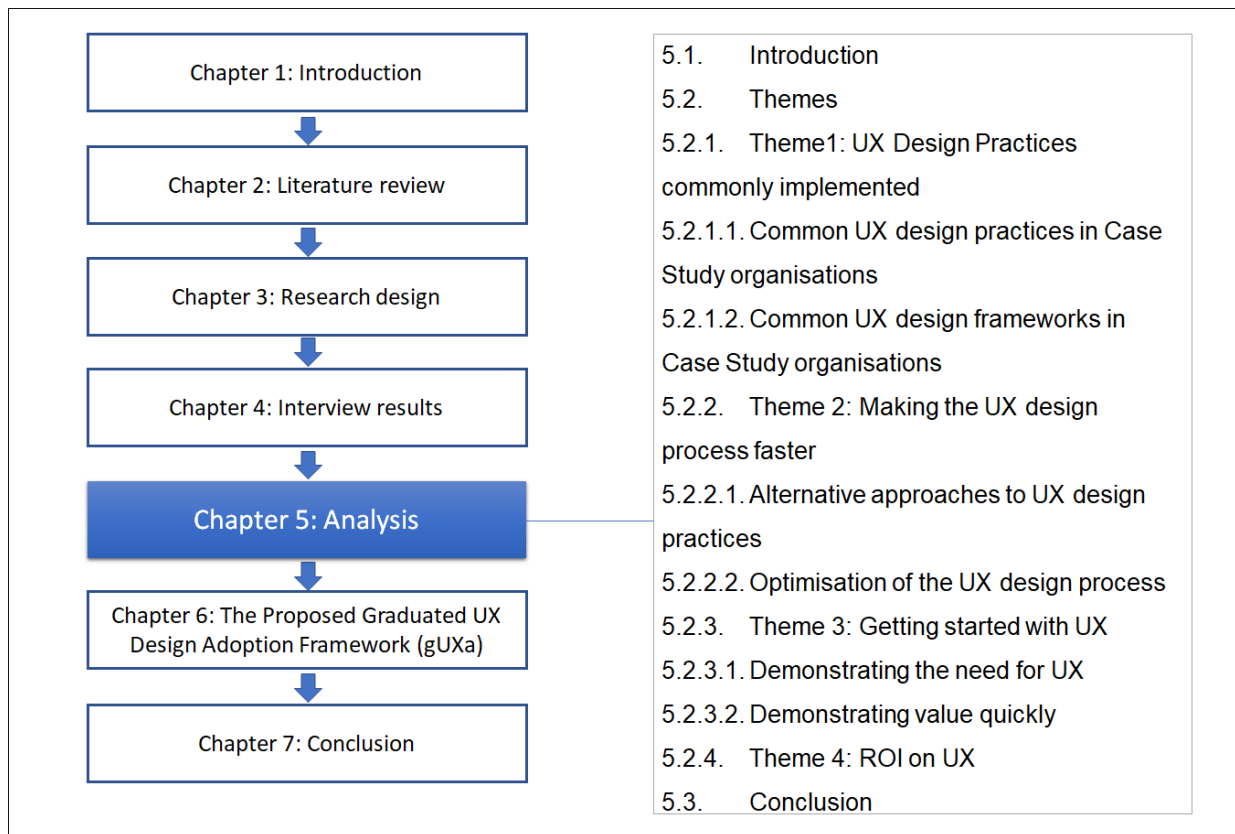 Chapter 1: Introduction
Chapter 2: Literature review
Chapter 3: Research design
Chapter 4: Interview results
Chapter 5: Analysis
Chapter 6: The Proposed Graduated UX
Design Adoption Framework (gUXa)
Chapter 7: Conclusion
5.1. Introduction
5.2. Themes
5.2.1. Theme1: UX Design Practices
commonly implemented
5.2.1.1. Common UX design practices in Case
Study organisations
5.2.1.2. Common UX design frameworks in
Case Study organisations
5.2.2. Theme 2: Making the UX design
process faster
5.2.2.1. Alternative approaches to UX design
practices
5.2.2.2. Optimisation of the UX design process
5.2.3. Theme 3: Getting started with UX
5.2.3.1. Demonstrating the need for UX
5.2.3.2. Demonstrating value quickly
5.2.4. Theme 4: ROI on UX
5.3. Conclusion